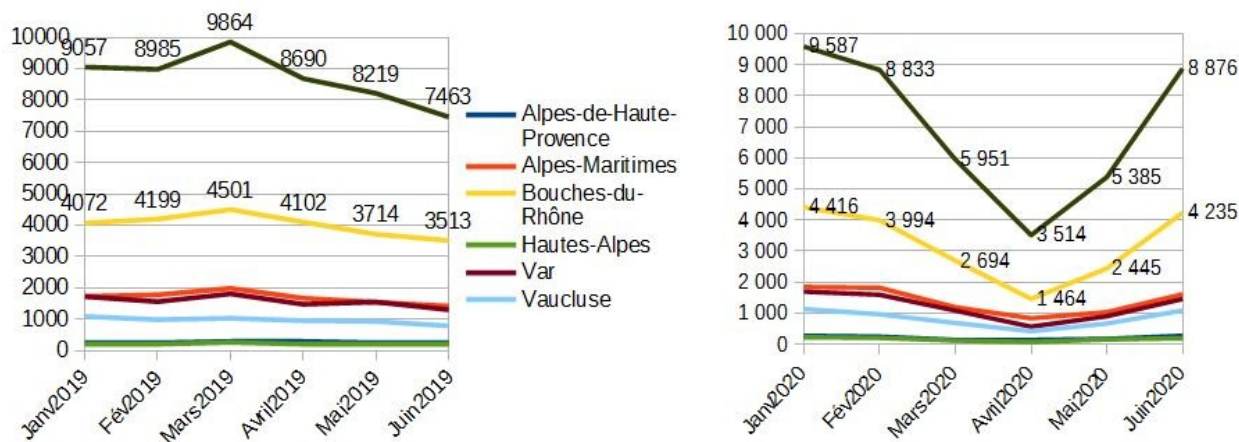 10000
9000
8000
7000
6000
5000
4000
3000
2000
1000
0
9057
8985
9864
8690
8219
7463
4072
4199
4501
4102
3714
3513
Janv2019
Fév2019
Mars2019
Avril2019
Mai2019
Juin2019
Alpes-de-Haute-
Provence
Alpes-Maritimes
Bouches-du-
Rhône
Hautes-Alpes
Var
Vaucluse
10 000
9 000
8 000
7 000
6 000
5 000
4 000
3 000
2 000
1 000
0
9 587
8 833
5 951
3 514
5 385
8 876
4 416
3 994
2 694
1 464
2 445
4 235
Janv2020
Fév2020
Mars2020
Avril2020
Mai2020
Juin2020